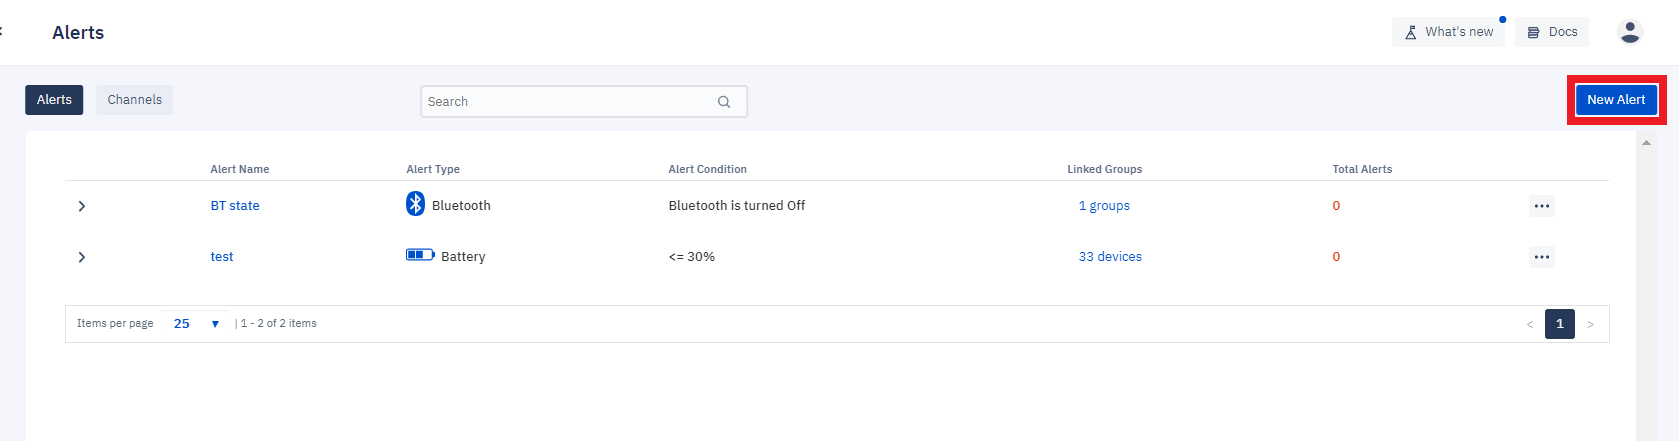 Alerts
What's new
Docs
Alerts
Channels
Search
New Alert
Alert Name Alert Type Alert Condition Linked Groups Total Alerts
BT state Bluetooth Bluetooth is turned Off 1 groups 0
test Battery <= 30% 33 devices 0
Items per page 25 | 1 - 2 of 2 items < 1 >